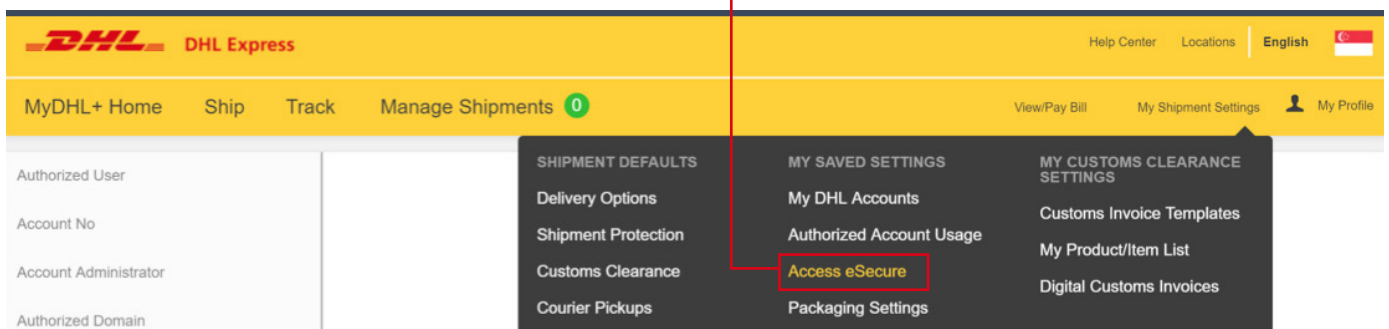 DHL DHL Express Help Center Locations English
MyDHL+ Home Ship Track Manage Shipments 0 View/Pay Bill My Shipment Settings My Profile
Authorized User
Account No
Account Administrator
Authorized Domain
SHIPMENT DEFAULTS
Delivery Options
Shipment Protection
Customs Clearance
Courier Pickups
MY SAVED SETTINGS
My DHL Accounts
Authorized Account Usage
Access eSecure
Packaging Settings
MY CUSTOMS CLEARANCE
SETTINGS
Customs Invoice Templates
My Product/Item List
Digital Customs Invoices